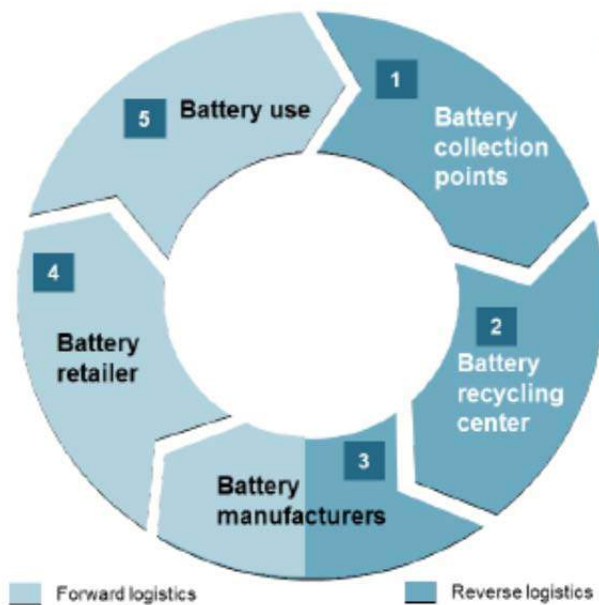 1
Battery
collection
points
2
Battery
recycling
center
3
Battery
manufacturers
4
Battery
retailer
5
Battery use
Forward logistics
Reverse logistics